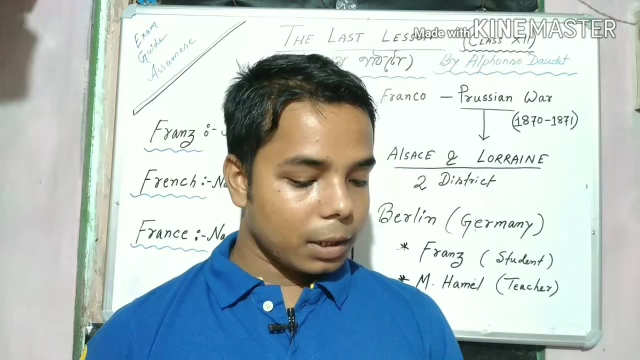 Made with KINEMASTER
Exam
Guide
Assamese
THE LAST LESSON (CLASS XII)
By Alphonse Daudet
Franco - Prussian War
(1870-1871)
Franz :-
ALSACE & LORRAINE
French :-
2 District
Berlin (Germany)
France :-
* Franz (Student)
* M. Hamel (Teacher)